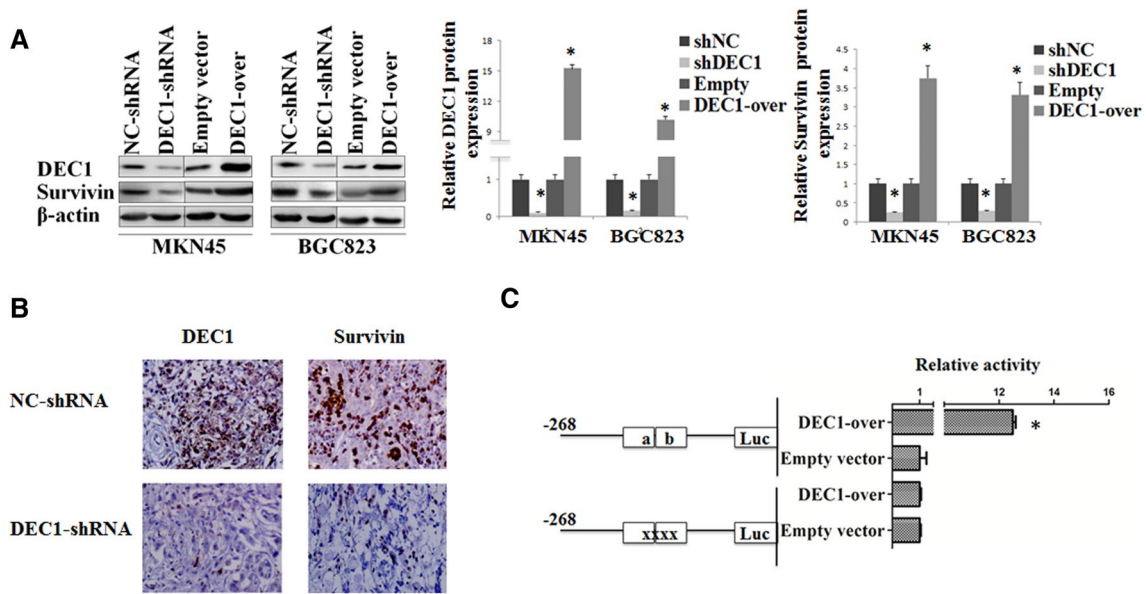 A
NC-shRNA
DEC1-shRNA
Empty vector
DEC1-over
NC-shRNA
DEC1-shRNA
Empty vector
DEC1-over
DEC1
Survivin
β-actin
MKN45
BGC823
Relative DEC1 protein
expression
18
15
12
9
1
0
*
*
*
*
MKN45
BGC823
shNC
shDEC1
Empty
DEC1-over
Relative Survivin protein
expression
4.5
4
3.5
3
2.5
2
1.5
1
0.5
0
*
*
*
*
MKN45
BGC823
shNC
shDEC1
Empty
DEC1-over
B
DEC1
Survivin
NC-shRNA
DEC1-shRNA
C
Relative activity
1
12
14
16
-268
a b
Luc
DEC1-over
*
Empty vector
-268
xxxx
Luc
DEC1-over
Empty vector